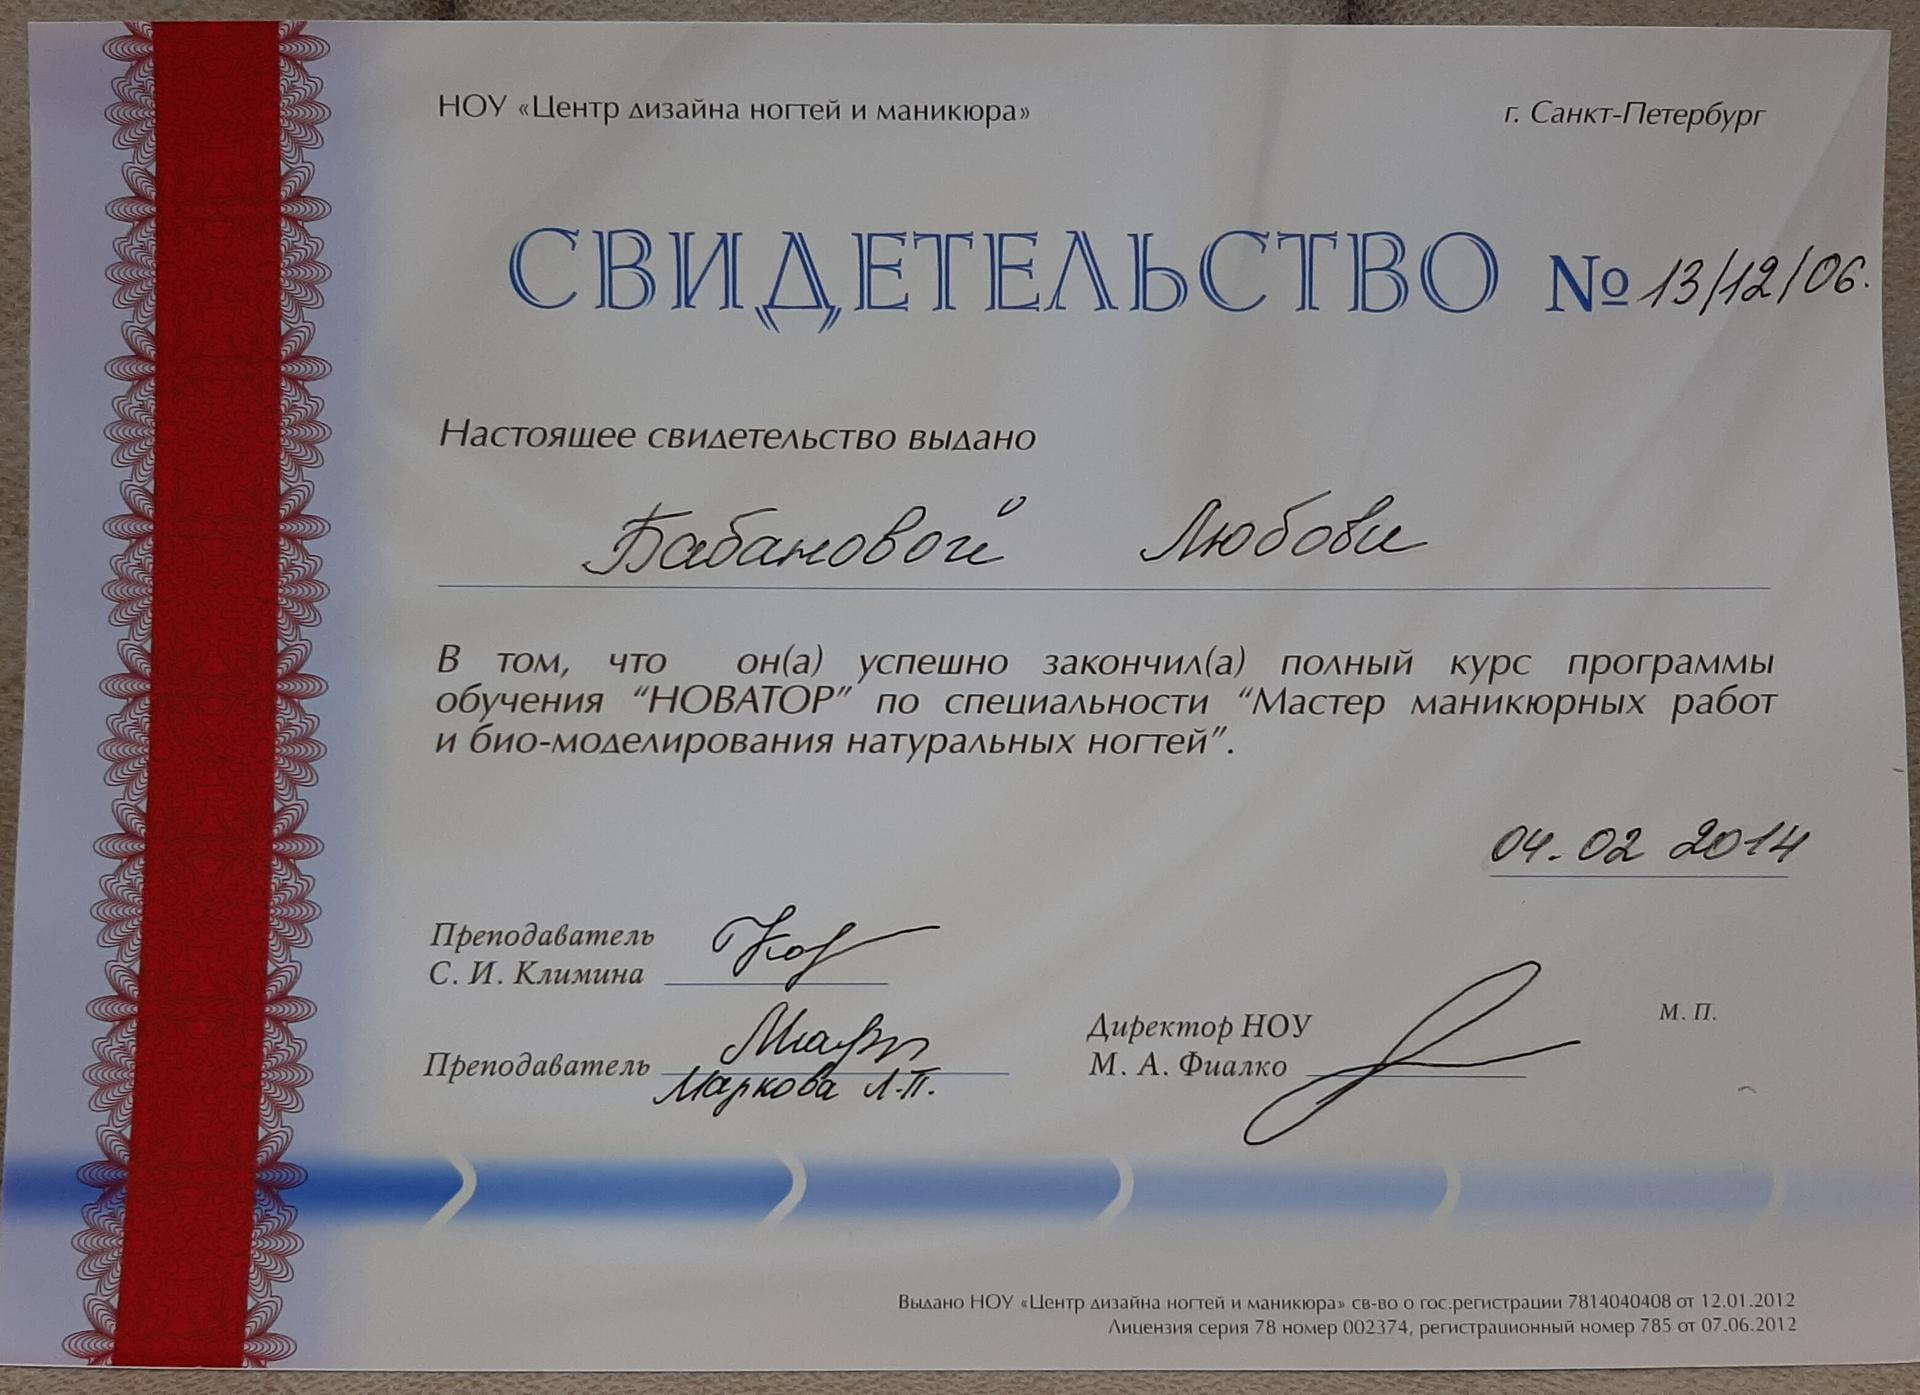 НОУ «Центр дизайна ногтей и маникюра»
г. Санкт-Петербург
СВИДЕТЕЛЬСТВО № 13/12/06.
Настоящее свидетельство выдано
Бабановой Любови
В том, что он(а) успешно закончил(а) полный курс программы
обучения “НОВАТОР” по специальности “Мастер маникюрных работ
и био-моделирования натуральных ногтей”.
04.02 2014
Преподаватель
С. И. Климина
Преподаватель
Маркова Л.П.
Директор НОУ
М. А. Фиалко
М. П.
Выдано НОУ «Центр дизайна ногтей и маникюра» св-во о гос.регистрации 7814040408 от 12.01.2012
Лицензия серия 78 номер 002374, регистрационный номер 785 от 07.06.2012